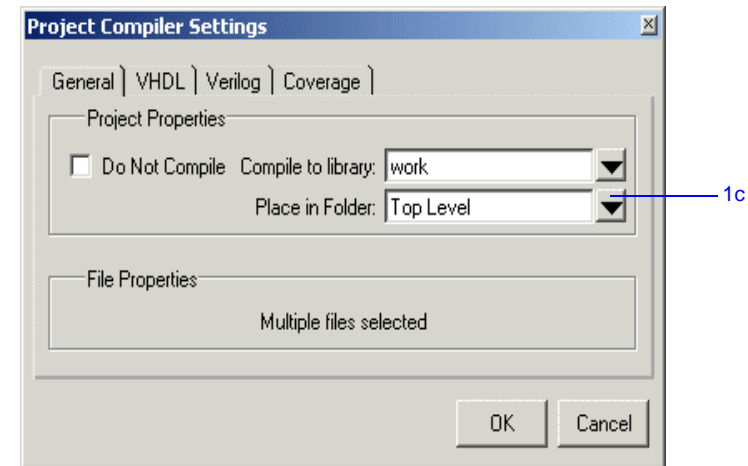 Project Compiler Settings
General VHDL Verilog Coverage
Project Properties
Do Not Compile Compile to library: work
Place in Folder: Top Level
1c
File Properties
Multiple files selected
OK Cancel